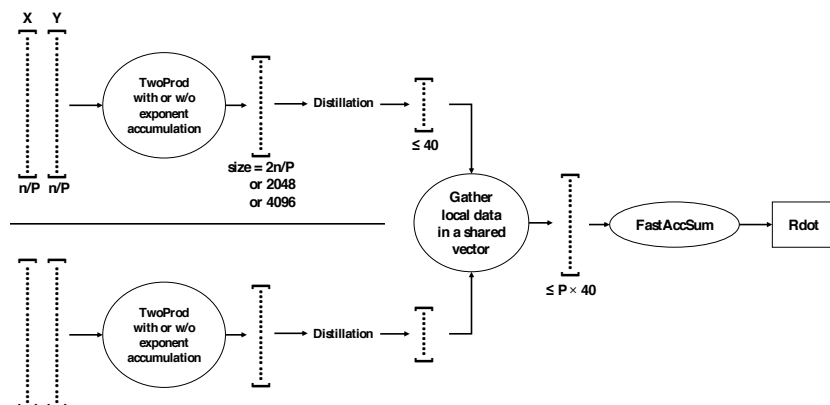 X Y
TwoProd
with or w/o
exponent
accumulation
n/P n/P
size = 2n/P
or 2048
or 4096
Distillation
≤ 40
Gather
local data
in a shared
vector
≤ P × 40
FastAccSum
Rdot
TwoProd
with or w/o
exponent
accumulation
Distillation